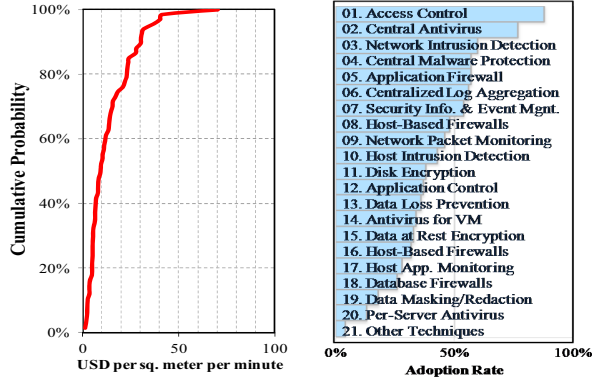 Cumulative Probability
100%
80%
60%
40%
20%
0%
0
50
100
USD per sq. meter per minute
01. Access Control
02. Central Antivirus
03. Network Intrusion Detection
04. Central Malware Protection
05. Application Firewall
06. Centralized Log Aggregation
07. Security Info. & Event Mgnt.
08. Host-Based Firewalls
09. Network Packet Monitoring
10. Host Intrusion Detection
11. Disk Encryption
12. Application Control
13. Data Loss Prevention
14. Antivirus for VM
15. Data at Rest Encryption
16. Host-Based Firewalls
17. Host App. Monitoring
18. Database Firewalls
19. Data Masking/Redaction
20. Per-Server Antivirus
21. Other Techniques
0%
50%
100%
Adoption Rate